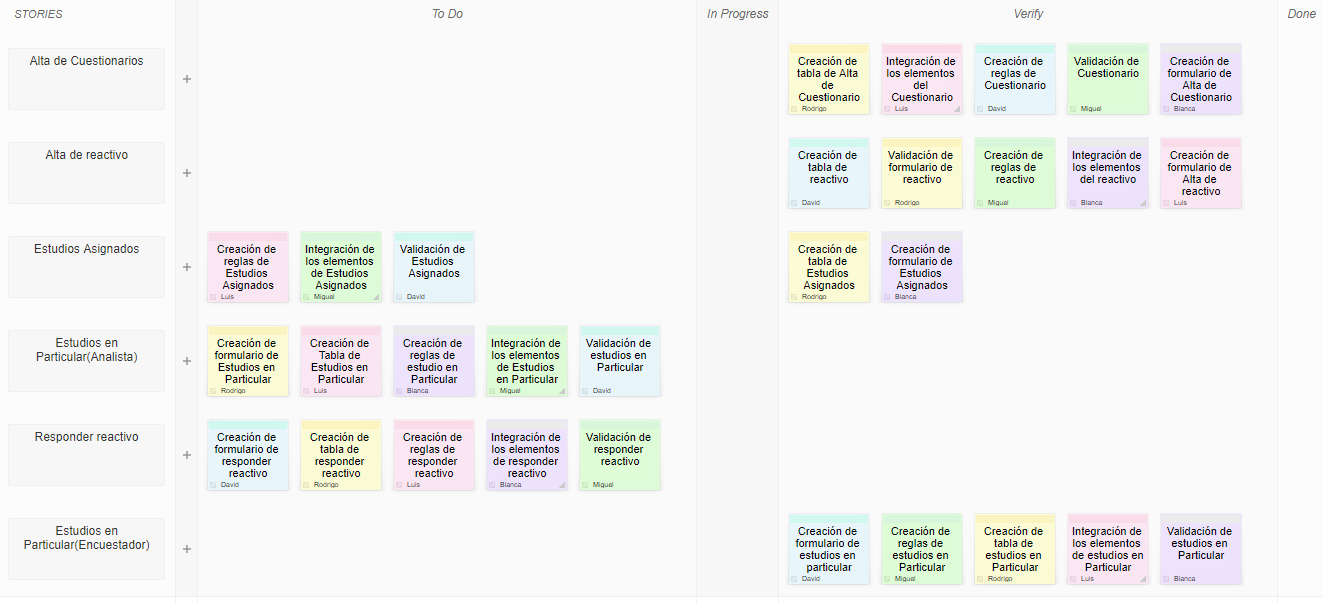 STORIES
To Do
In Progress
Verify
Done
Alta de Cuestionarios
+
Creación de
tabla de Alta
de
Cuestionario
Rodrigo
Integración de
los elementos
del
Cuestionario
Luis
Creación de
reglas de
Cuestionario
David
Validación de
Cuestionario
Miguel
Creación de
formulario de
Alta de
Cuestionario
Blanca
Alta de reactivo
+
Creación de
tabla de
reactivo
David
Validación de
formulario de
reactivo
Rodrigo
Creación de
reglas de
reactivo
Miguel
Integración de
los elementos
del reactivo
Blanca
Creación de
formulario de
Alta de
reactivo
Luis
Estudios Asignados
+
Creación de
reglas de
Estudios
Asignados
Luis
Integración de
los elementos
de Estudios
Asignados
Miguel
Validación de
Estudios
Asignados
David
Creación de
tabla de
Estudios
Asignados
Rodrigo
Creación de
formulario de
Estudios
Asignados
Blanca
Estudios en
Particular(Analista)
+
Creación de
formulario de
Estudios en
Particular
Rodrigo
Creación de
Tabla de
Estudios en
Particular
Luis
Creación de
reglas de
estudio en
Particular
Blanca
Integración de
los elementos
de Estudios
en Particular
Miguel
Validación de
estudios en
Particular
David
Responder reactivo
+
Creación de
formulario de
responder
reactivo
David
Creación de
tabla de
responder
reactivo
Rodrigo
Creación de
reglas de
responder
reactivo
Luis
Integración de
los elementos
de responder
reactivo
Blanca
Validación de
responder
reactivo
Miguel
Estudios en
Particular(Encuestador)
+
Creación de
formulario de
estudios en
particular
David
Creación de
reglas de
estudios en
Particular
Miguel
Creación de
tabla de
estudios en
Particular
Rodrigo
Integración de
los elementos
de estudios en
Particular
Luis
Validación de
estudios en
Particular
Blanca